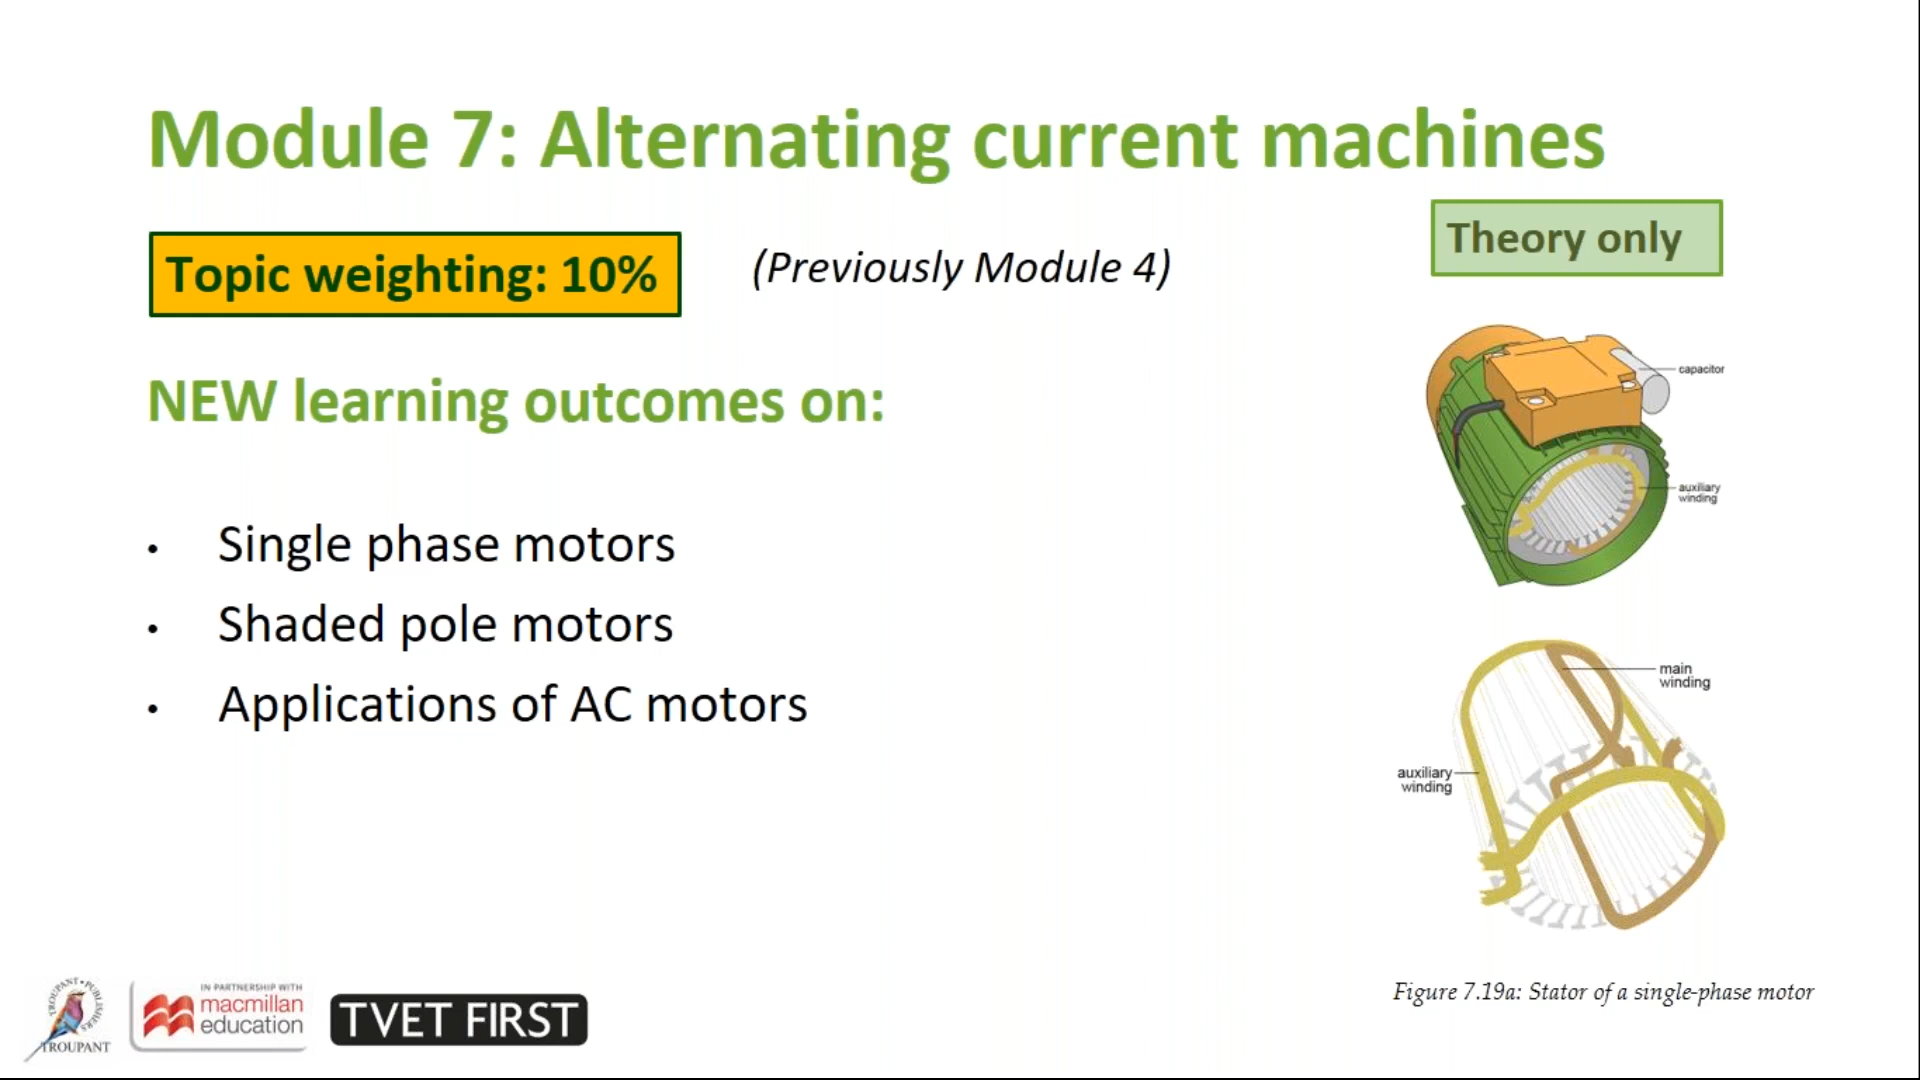 Module 7: Alternating current machines
Theory only
Topic weighting: 10%
(Previously Module 4)
NEW learning outcomes on:
• Single phase motors
• Shaded pole motors
• Applications of AC motors
capacitor
auxiliary
winding
main
winding
auxiliary
winding
Figure 7.19a: Stator of a single-phase motor
TROUPANT • PUBLISHERS
TROUPANT
IN PARTNERSHIP WITH
macmillan
education
TVET FIRST